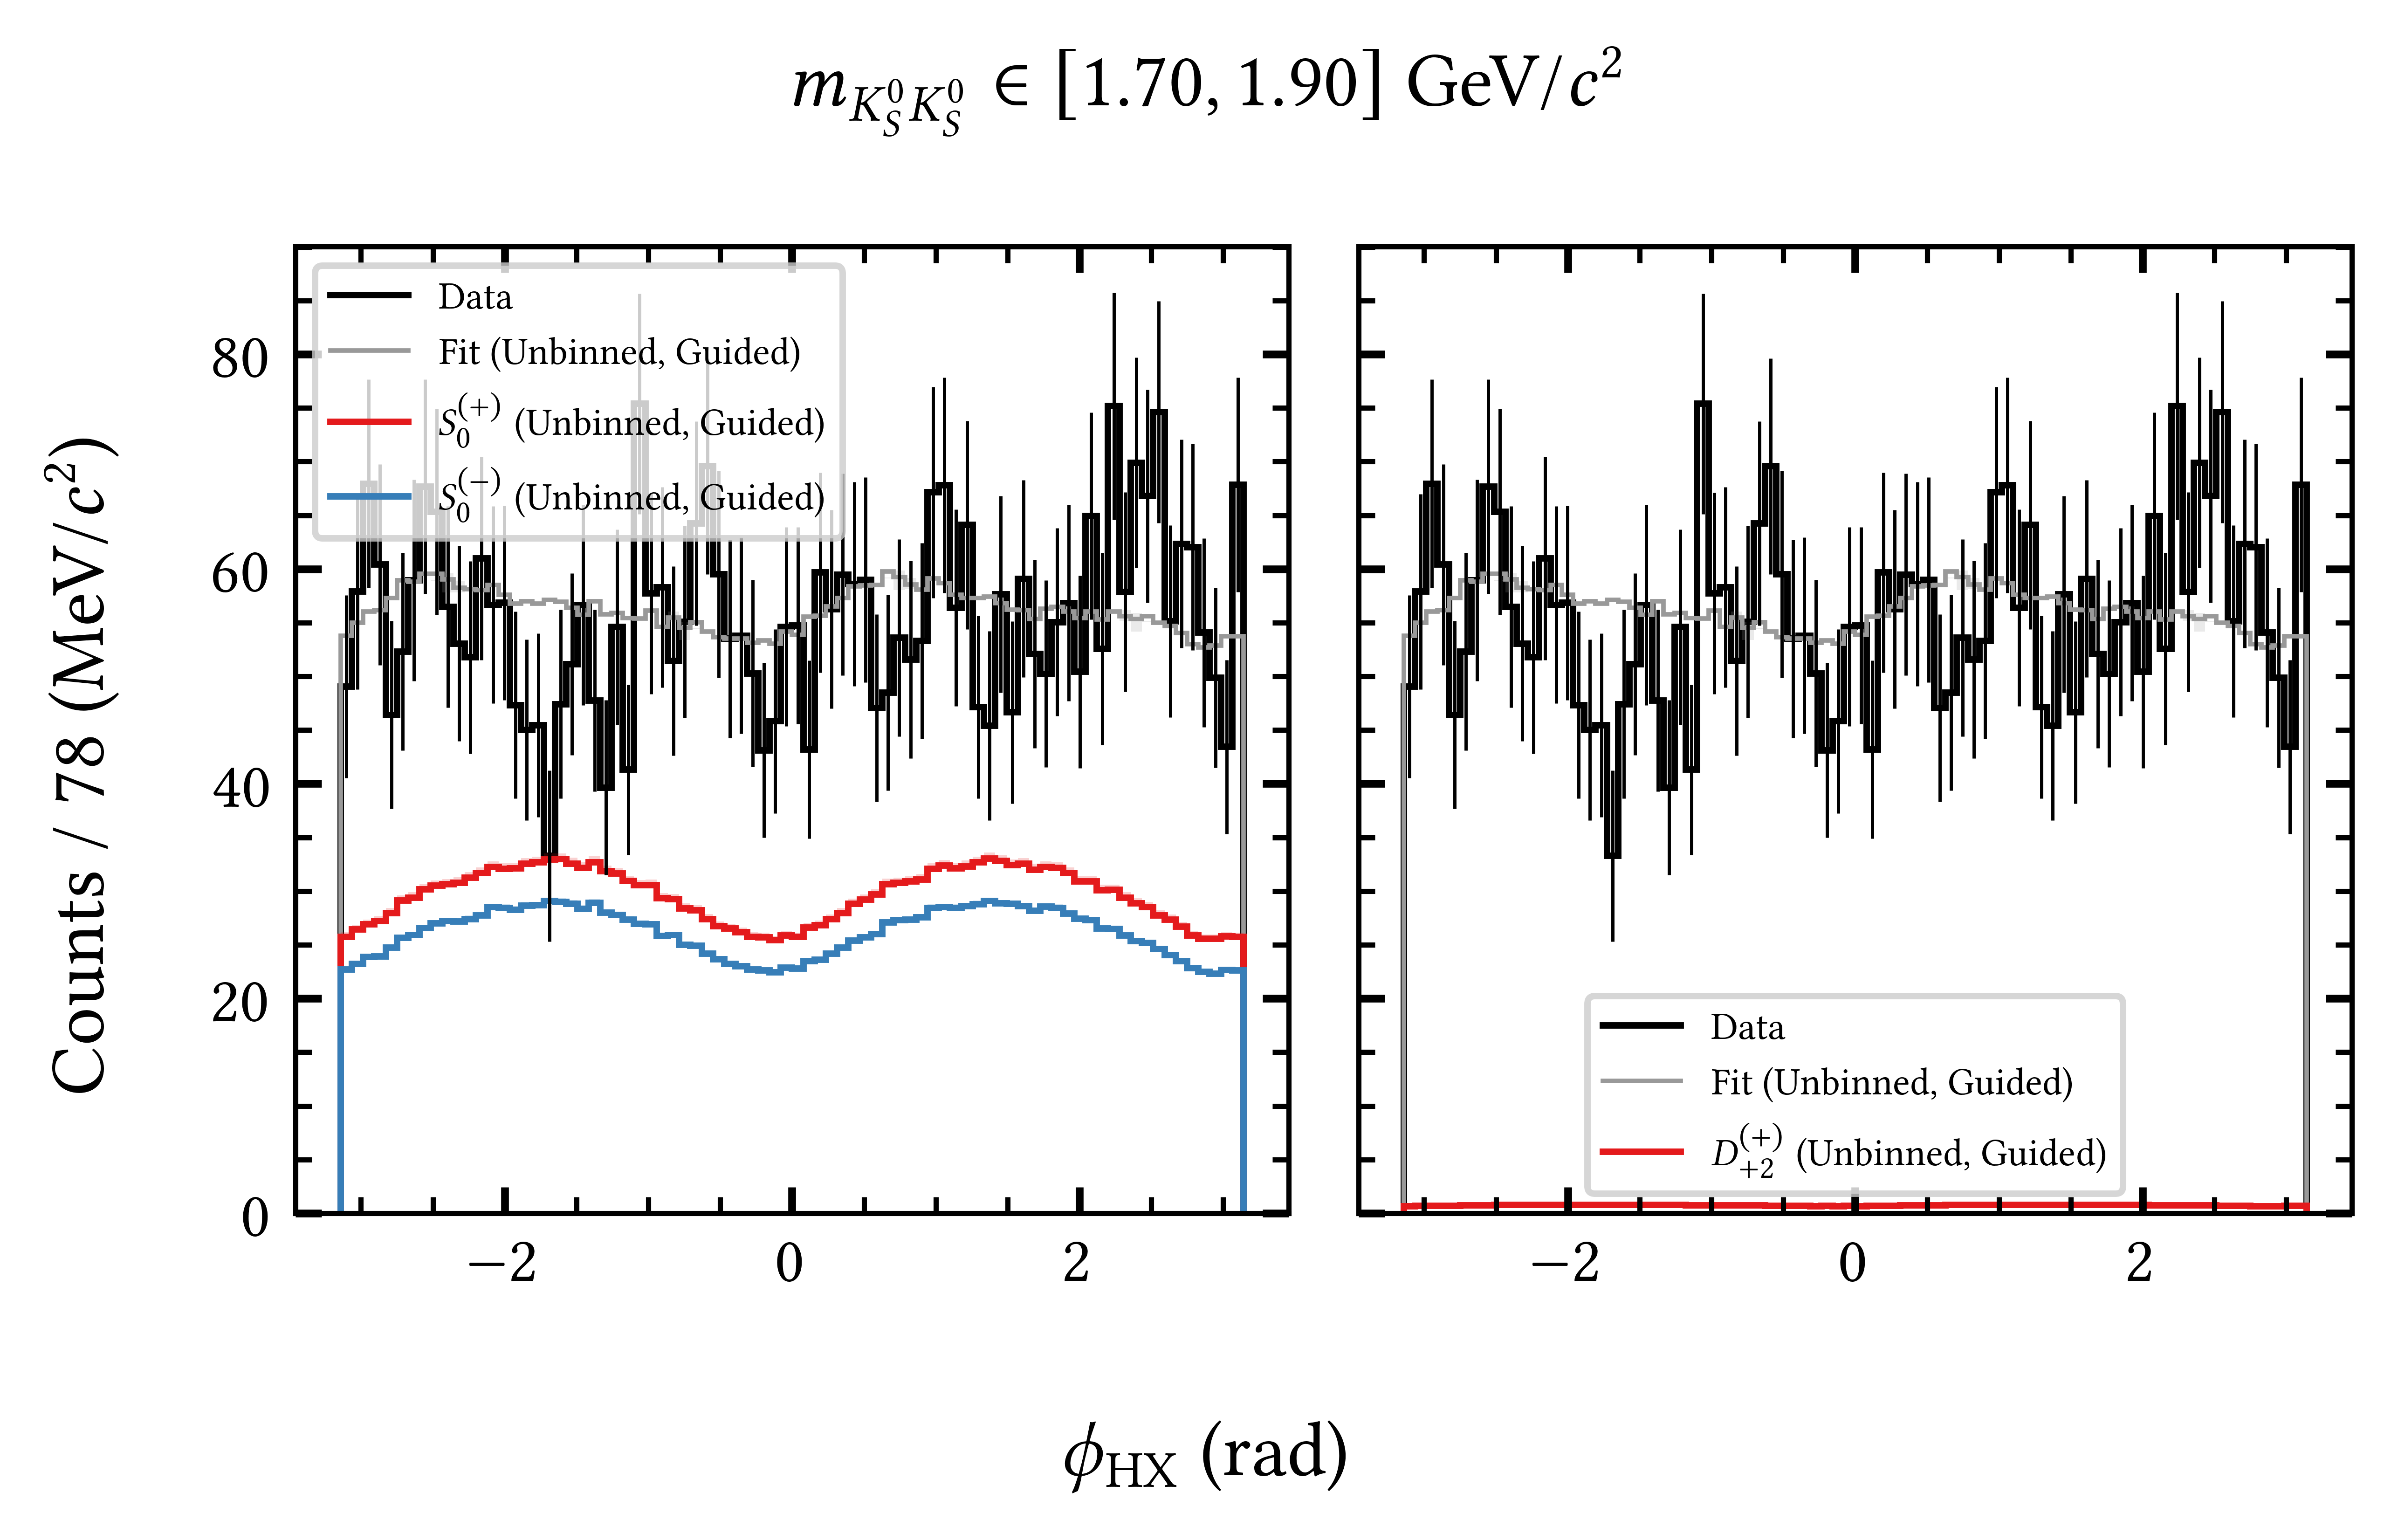 m_{K_S^0 K_S^0} ∈ [1.70, 1.90] GeV/c²
Counts / 78 (MeV/c²)
80
60
40
20
0
Data
Fit (Unbinned, Guided)
S_0^{(+)} (Unbinned, Guided)
S_0^{(−)} (Unbinned, Guided)
Data
Fit (Unbinned, Guided)
D_{+2}^{(+)} (Unbinned, Guided)
−2 0 2
−2 0 2
ϕ_{HX} (rad)